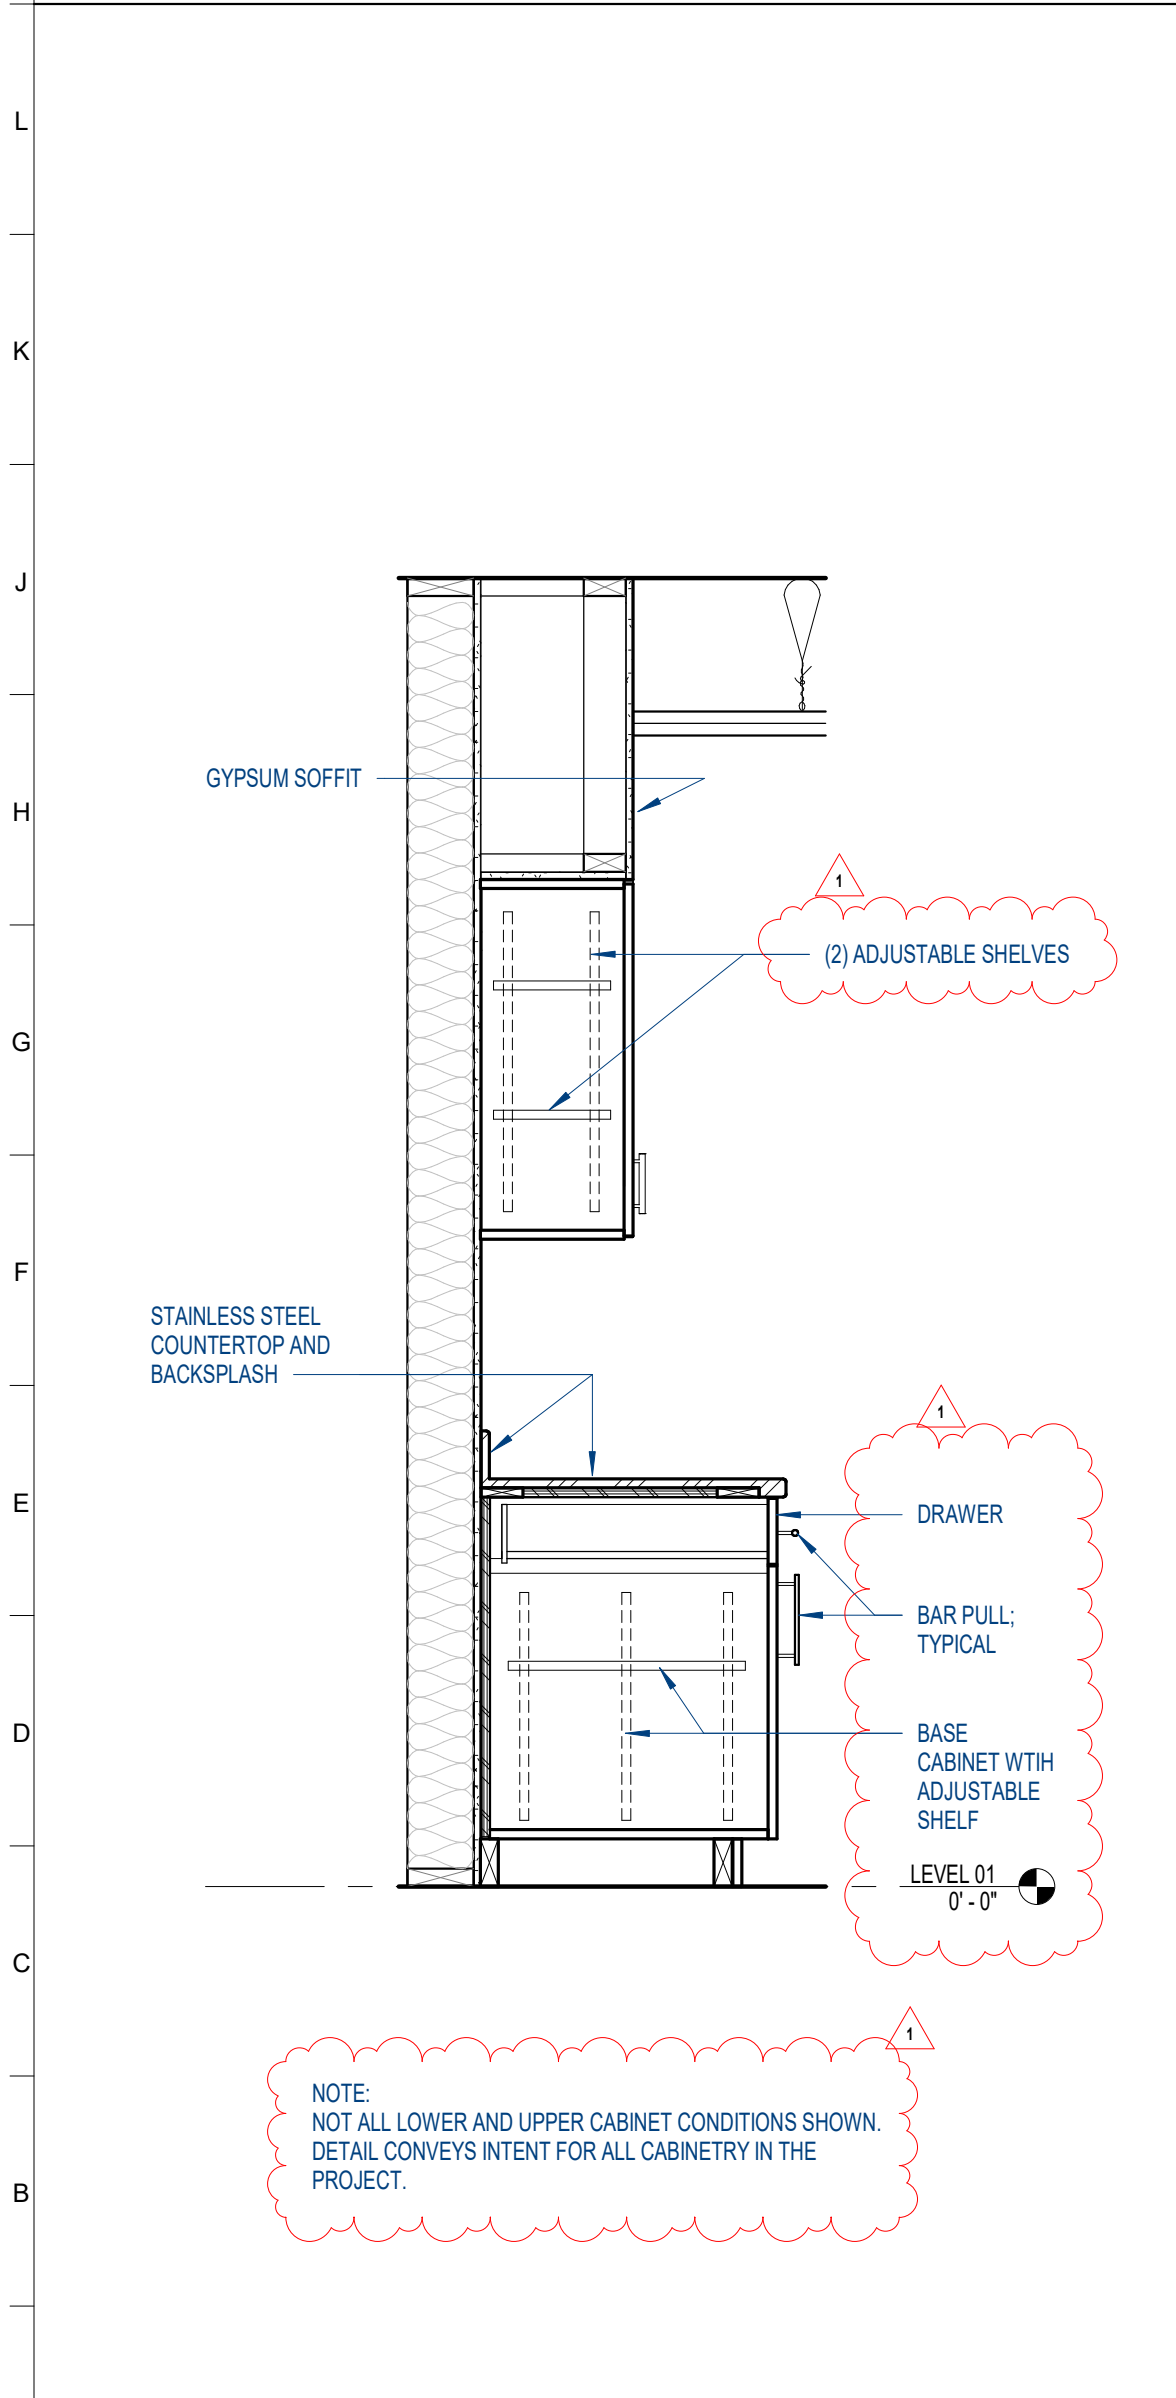 L
K
J
H
G
F
E
D
C
B
GYPSUM SOFFIT
1
(2) ADJUSTABLE SHELVES
STAINLESS STEEL
COUNTERTOP AND
BACKSPLASH
1
DRAWER
BAR PULL;
TYPICAL
BASE
CABINET WTIH
ADJUSTABLE
SHELF
LEVEL 01
0' - 0"
1
NOTE:
NOT ALL LOWER AND UPPER CABINET CONDITIONS SHOWN.
DETAIL CONVEYS INTENT FOR ALL CABINETRY IN THE
PROJECT.